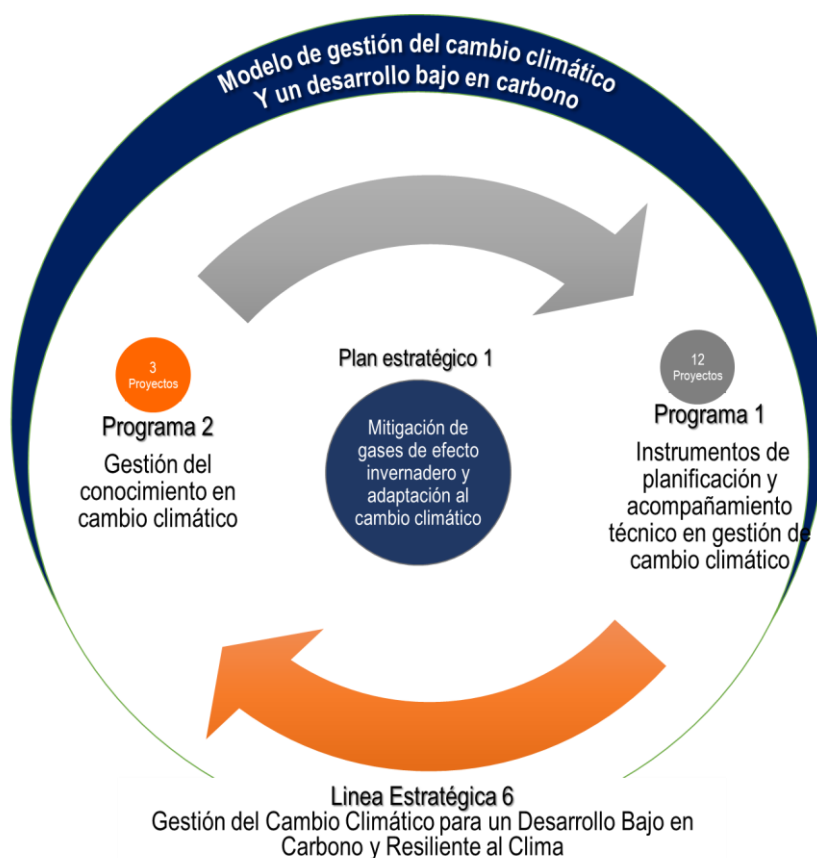 Modelo de gestión del cambio climático
Y un desarrollo bajo en carbono
3
Proyectos
Programa 2
Gestión del
conocimiento en
cambio climático
Plan estratégico 1
Mitigación de
gases de efecto
invernadero y
adaptación al
cambio climático
12
Proyectos
Programa 1
Instrumentos de
planificación y
acompañamiento
técnico en gestión de
cambio climático
Linea Estratégica 6
Gestión del Cambio Climático para un Desarrollo Bajo en
Carbono y Resiliente al Clima